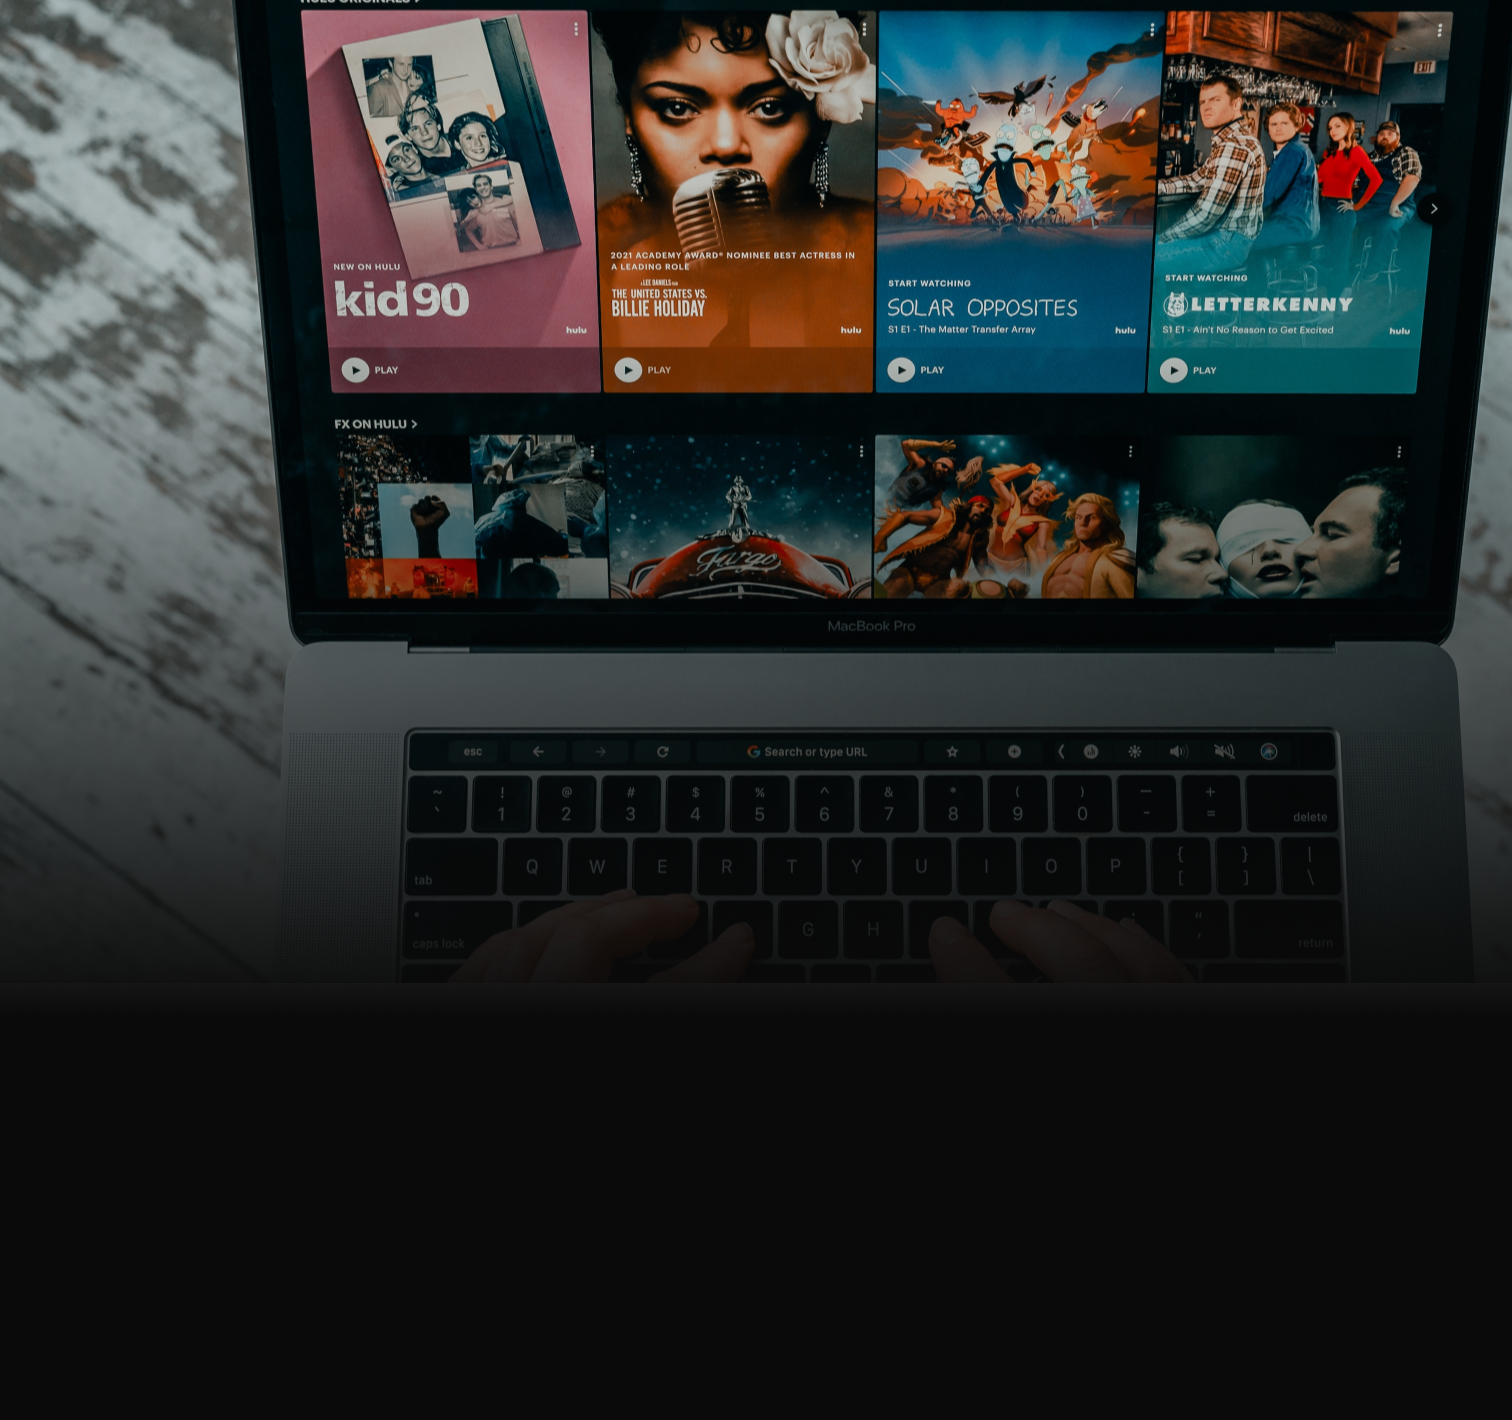 HULU ORIGINALS >
NEW ON HULU
kid 90
hulu
PLAY
2021 ACADEMY AWARD® NOMINEE BEST ACTRESS IN
A LEADING ROLE
A LEE DANIELS FILM
THE UNITED STATES VS.
BILLIE HOLIDAY
hulu
PLAY
START WATCHING
SOLAR OPPOSITES
S1 E1 - The Matter Transfer Array
hulu
PLAY
EXIT
START WATCHING
LETTERKENNY
S1 E1 - Ain't No Reason to Get Excited
hulu
PLAY
FX ON HULU >
Fargo
MacBook Pro
esc
G Search or type URL
~ ! @ # $ % ^ & * ( ) — +
` 1 2 3 4 5 6 7 8 9 0 - = delete
tab Q W E R T Y U I O P { [ } ] | \
caps lock G H : ; “ , return